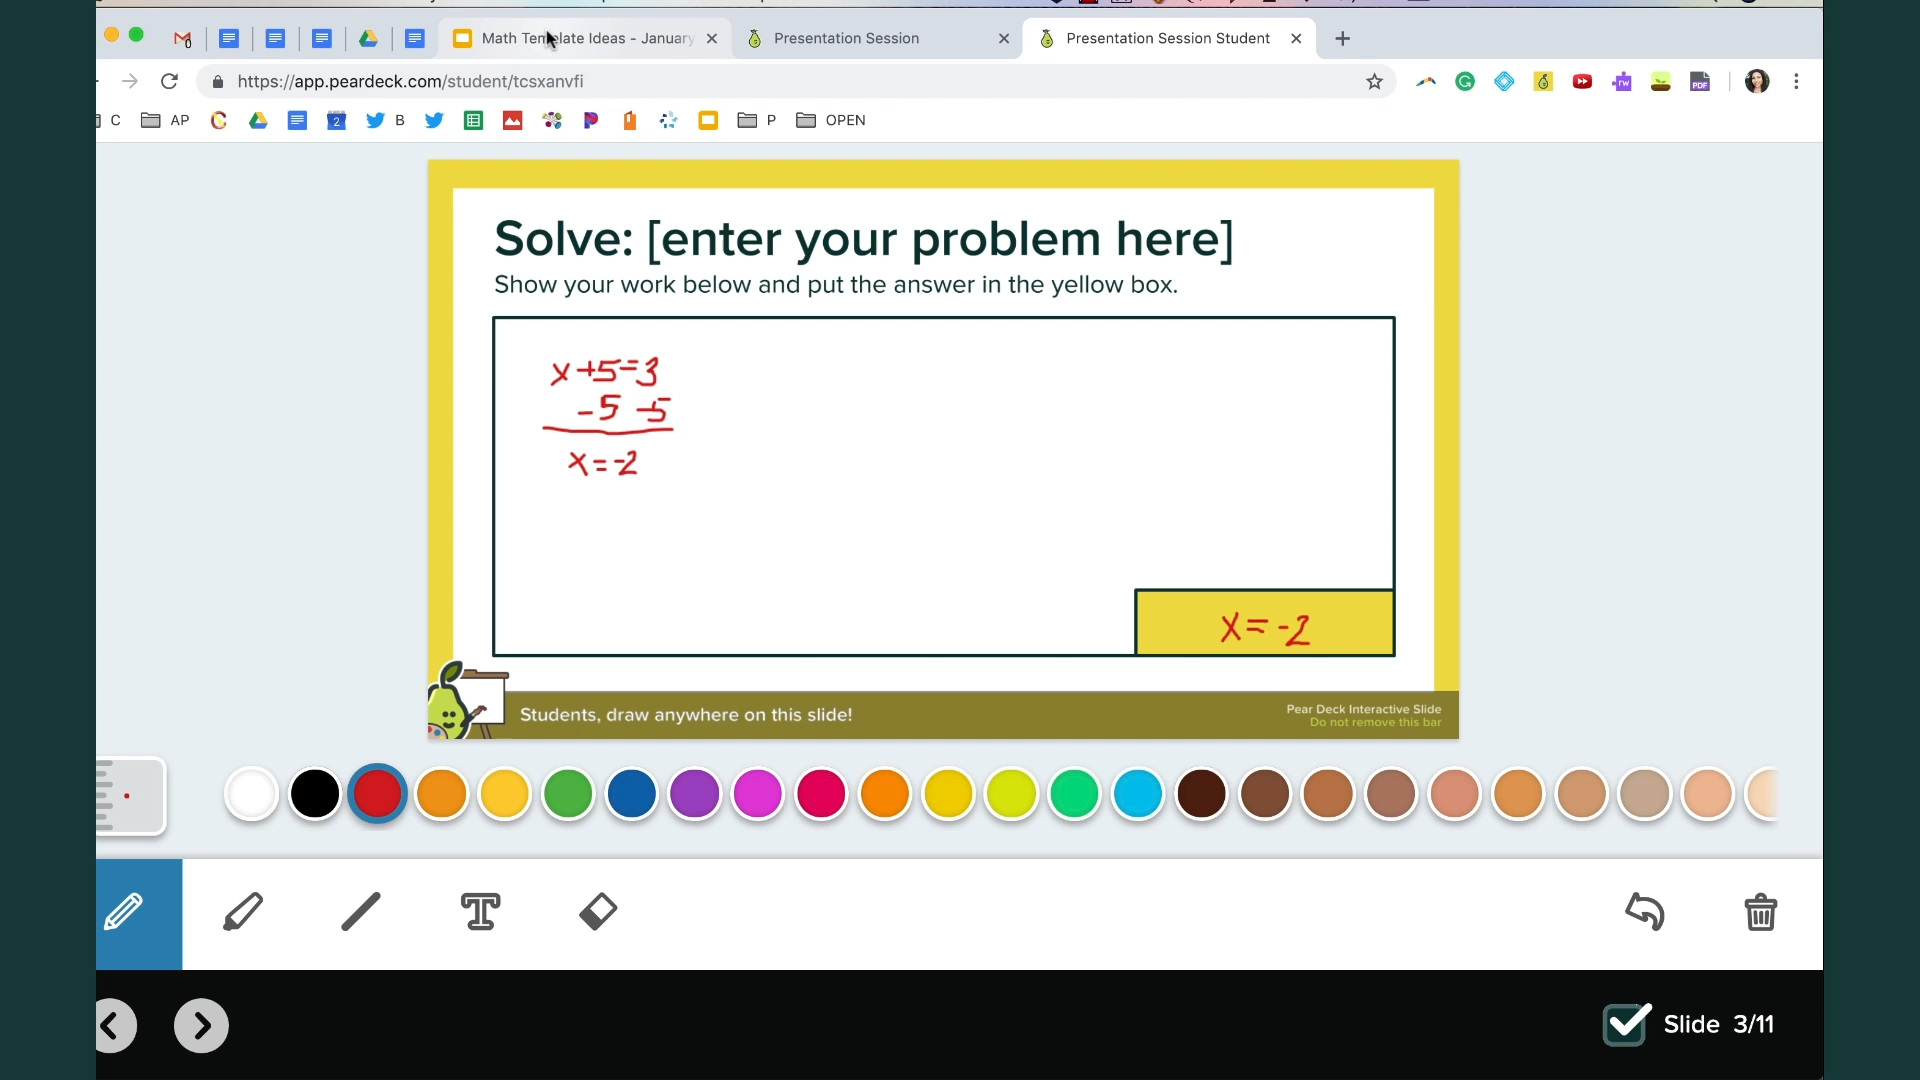 Math Template Ideas - January
Presentation Session
Presentation Session Student
https://app.peardeck.com/student/tcsxanvfi
C
AP
2
B
P
OPEN
rw
PDF
Solve: [enter your problem here]
Show your work below and put the answer in the yellow box.
x+5=3
-5 -5
x=-2
x=-2
Students, draw anywhere on this slide!
Pear Deck Interactive Slide
Do not remove this bar
T
Slide 3/11